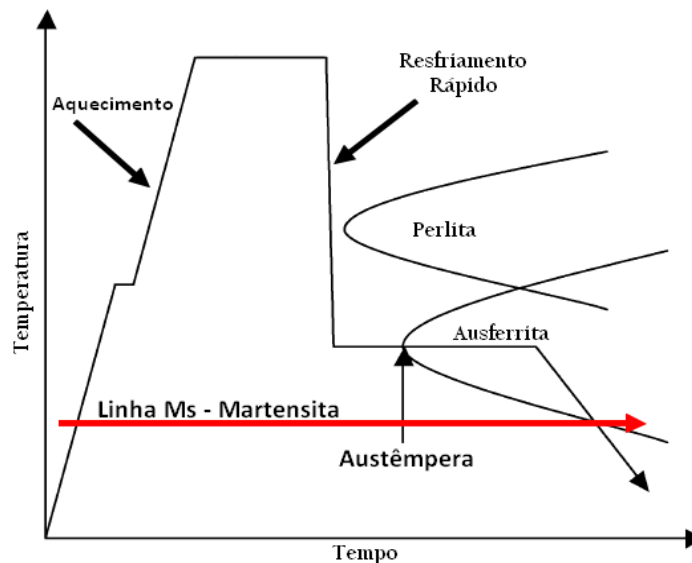 Resfriamento
Rápido
Aquecimento
Perlita
Temperatura
Ausferrita
Linha Ms - Martensita
Austêmpera
Tempo